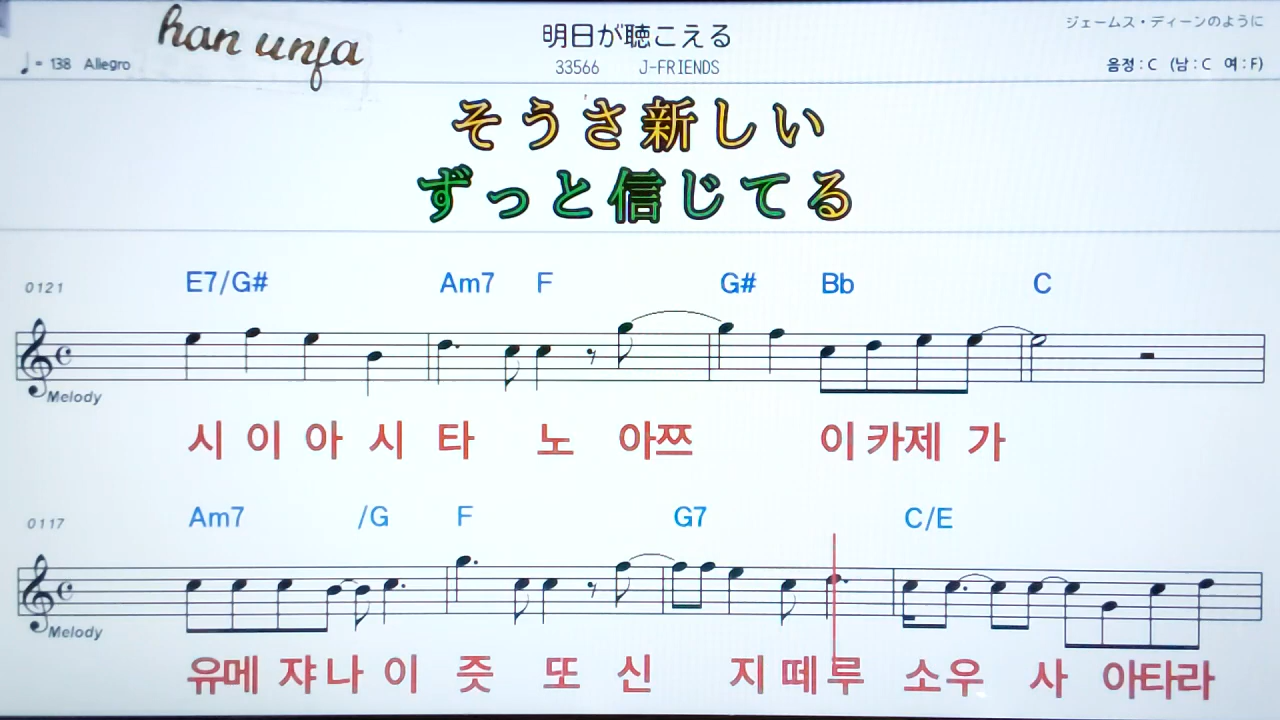 han unja
明日が聴こえる
ジェームス・ディーンのように
♩= 138 Allegro
33566 J-FRIENDS
음정 : C (남 : C 여 : F)
そうさ新しい
ずっと信じてる
0121 E7/G# Am7 F G# Bb C
Melody
시 이 아 시 타 노 아쯔 이 카제 가
0117 Am7 /G F G7 C/E
Melody
유메 쟈나 이 즛 또 신 지 떼 루 소우 사 아타라